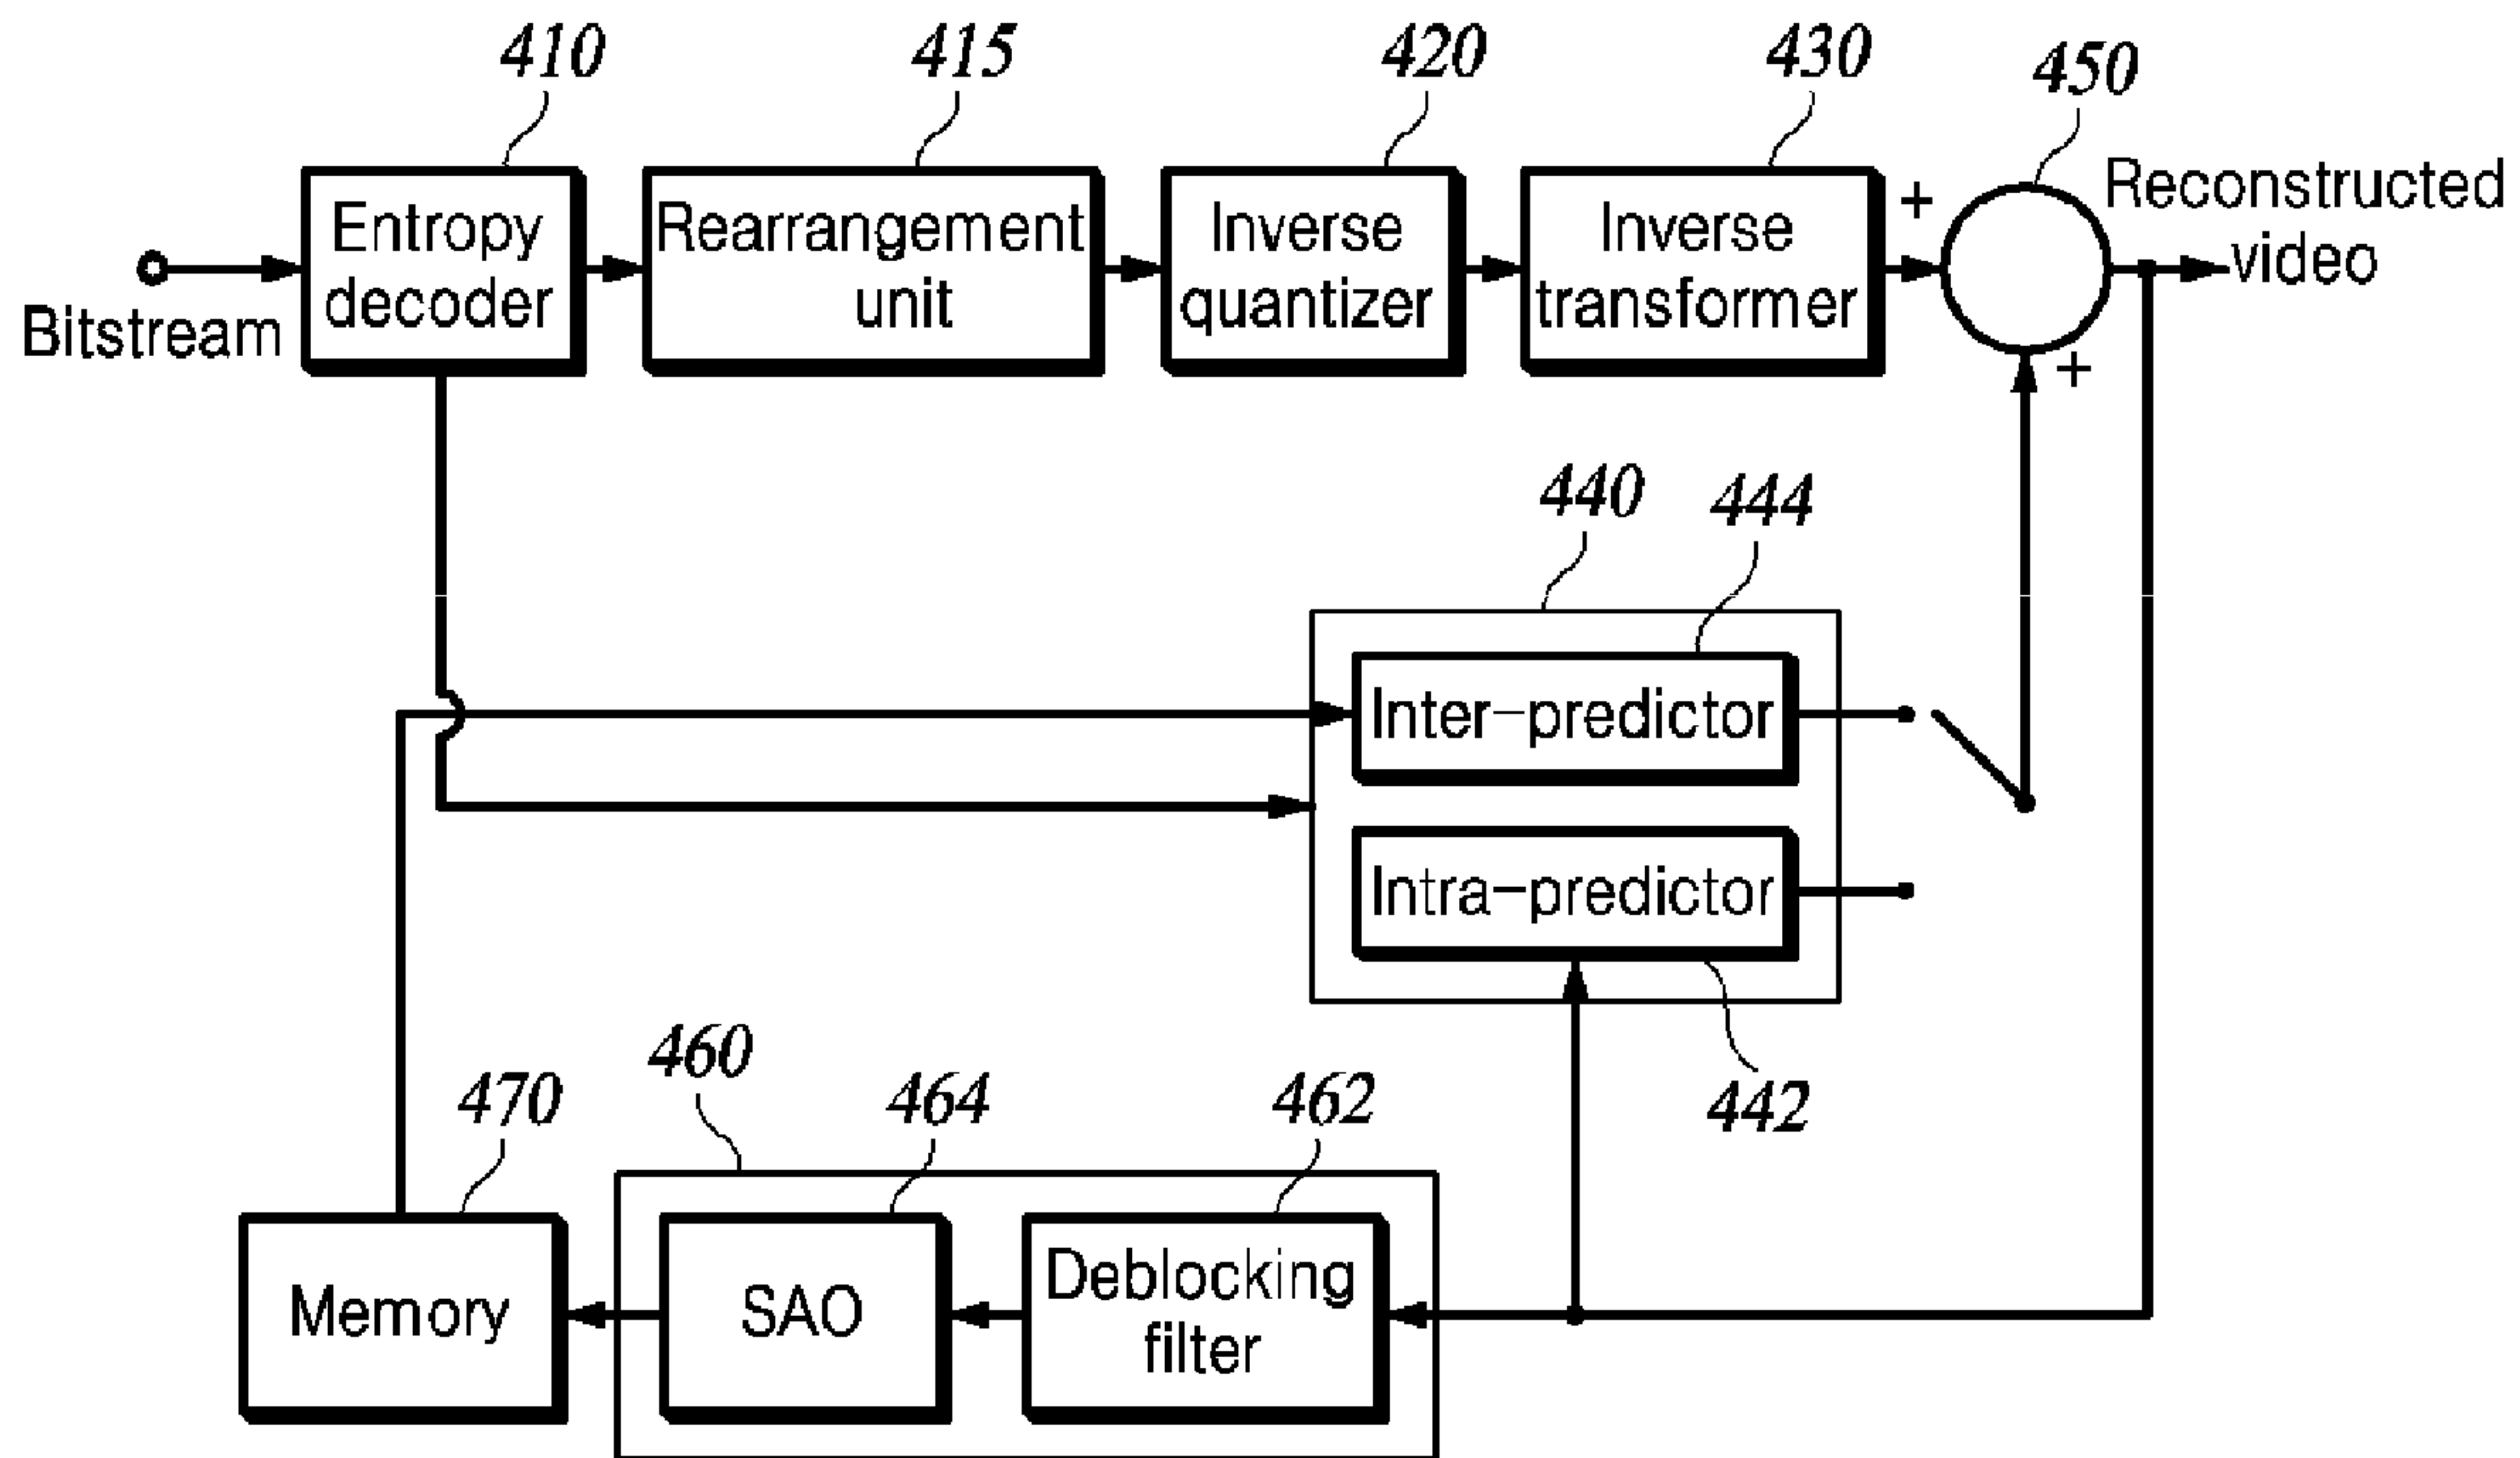 410
415
420
430
450
Entropy
decoder
Rearrangement
unit
Inverse
quantizer
Inverse
transformer
+
Reconstructed
video
Bitstream
+
440
444
Inter-predictor
Intra-predictor
442
460
470
464
462
Memory
SAO
Deblocking
filter